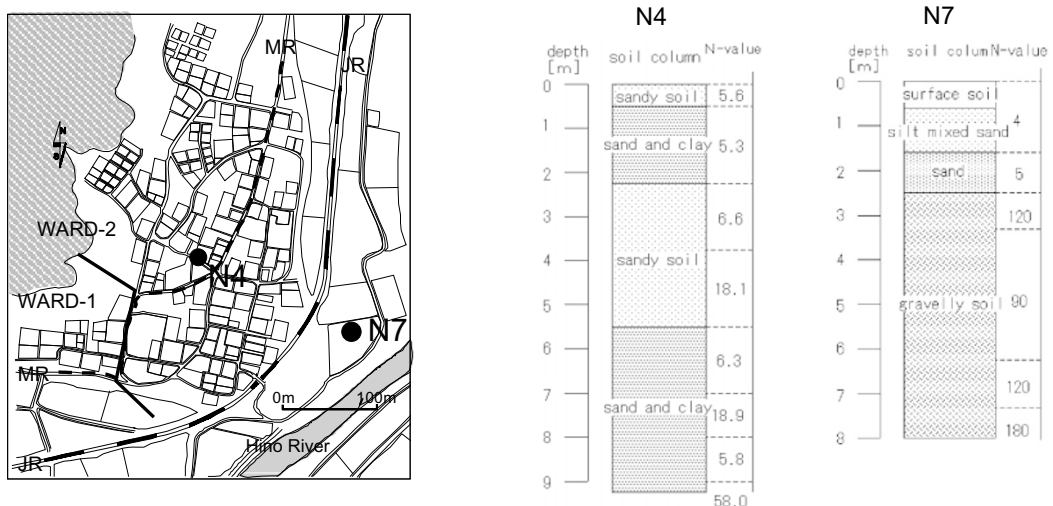 MR
JR
WARD-2
N4
WARD-1
N7
MR
0m 100m
Hino River
JR
N4
depth [m]
soil column
N-value
0
1
2
3
4
5
6
7
8
9
sandy soil
5.6
sand and clay
5.3
6.6
sandy soil
18.1
6.3
sand and clay
18.9
5.8
58.0
N7
depth [m]
soil colum
N-value
0
1
2
3
4
5
6
7
8
surface soil
4
silt mixed sand
sand
5
120
gravelly soil
90
120
180